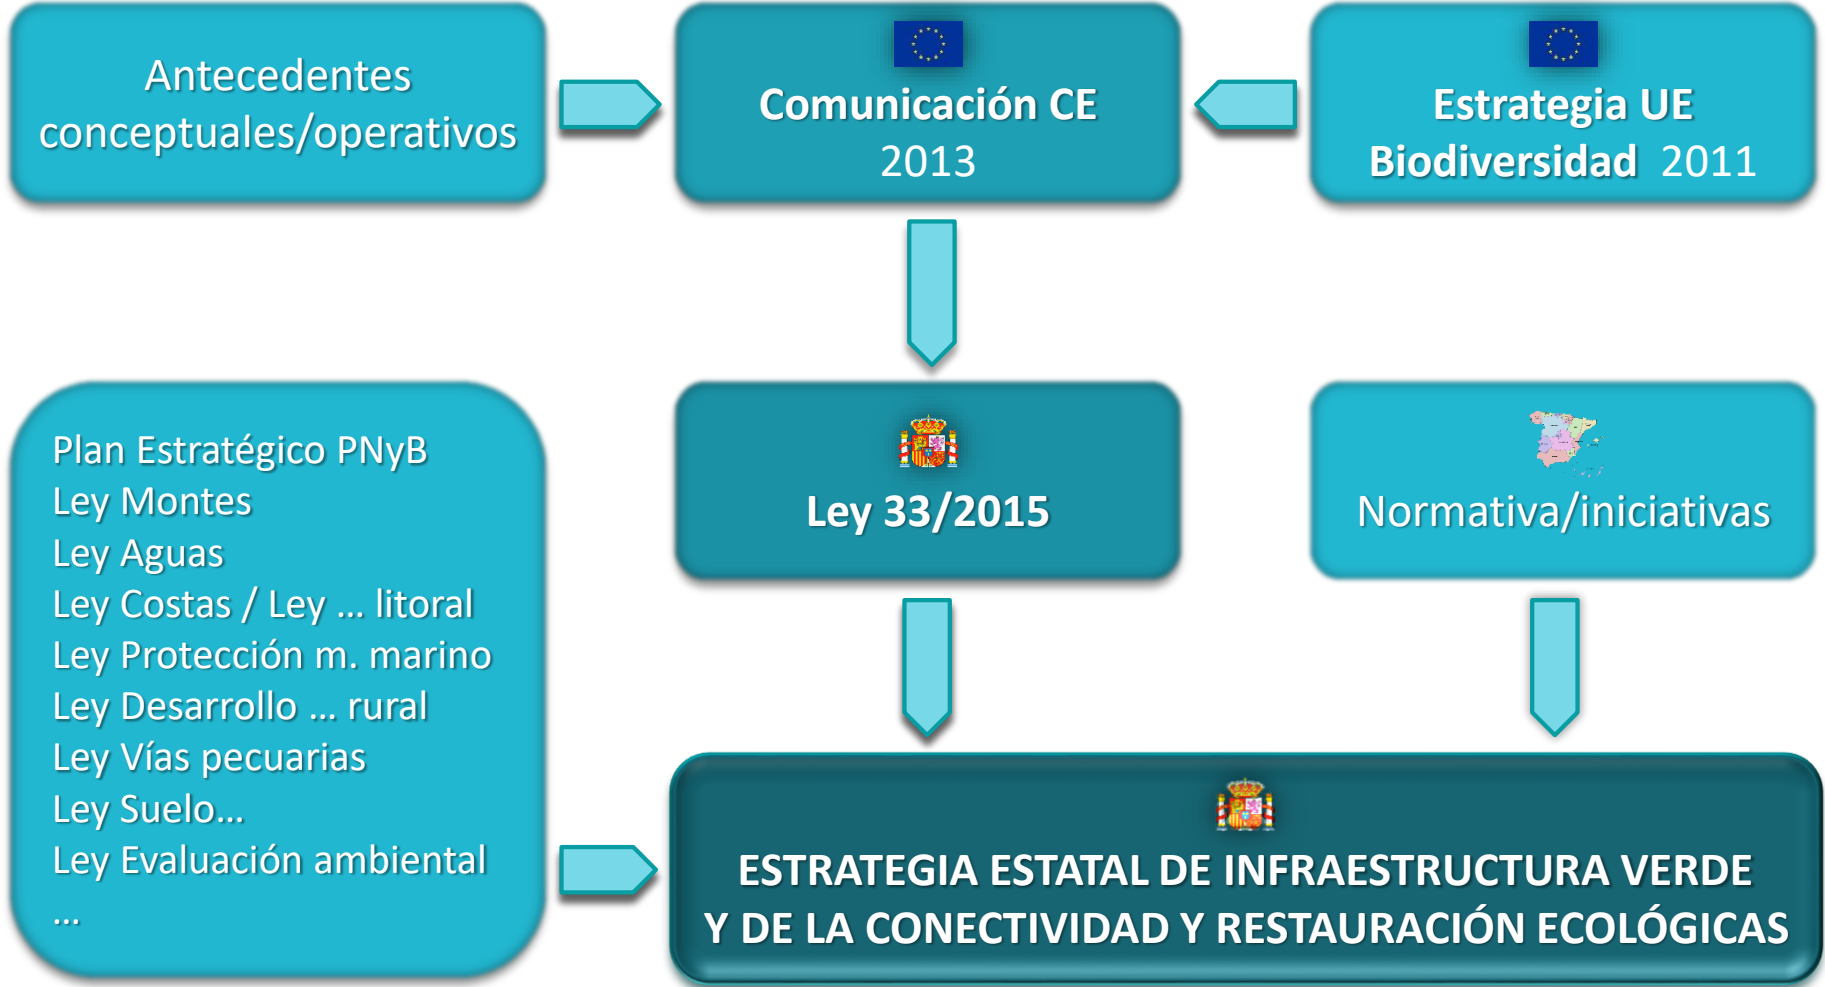 Antecedentes
conceptuales/operativos
Comunicación CE
2013
Estrategia UE
Biodiversidad 2011
Plan Estratégico PNyB
Ley Montes
Ley Aguas
Ley Costas / Ley ... litoral
Ley Protección m. marino
Ley Desarrollo ... rural
Ley Vías pecuarias
Ley Suelo...
Ley Evaluación ambiental
...
Ley 33/2015
Normativa/iniciativas
ESTRATEGIA ESTATAL DE INFRAESTRUCTURA VERDE
Y DE LA CONECTIVIDAD Y RESTAURACIÓN ECOLÓGICAS